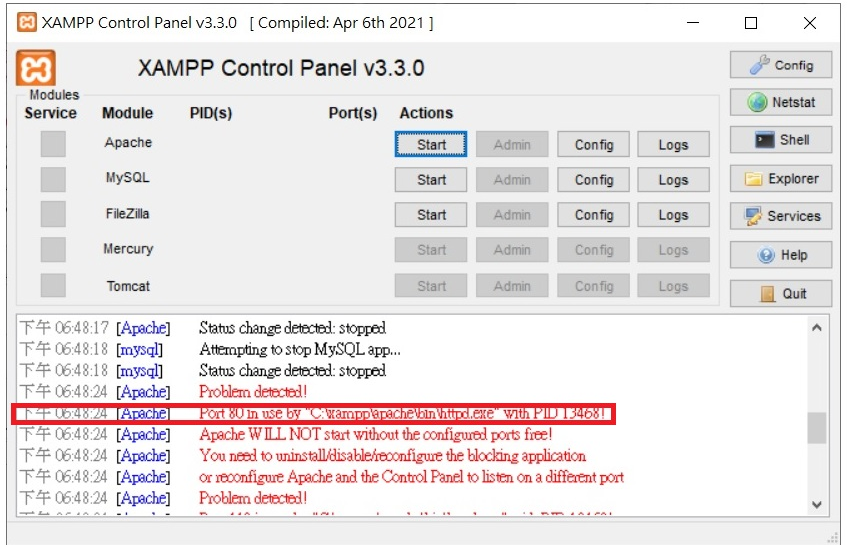 XAMPP Control Panel v3.3.0 [ Compiled: Apr 6th 2021 ]
XAMPP Control Panel v3.3.0
Config
Modules
Service Module PID(s) Port(s) Actions
Netstat
Apache Start Admin Config Logs
Shell
MySQL Start Admin Config Logs
Explorer
FileZilla Start Admin Config Logs
Services
Mercury Start Admin Config Logs
Help
Tomcat Start Admin Config Logs
Quit
下午 06:48:17 [Apache] Status change detected: stopped
下午 06:48:18 [mysql] Attempting to stop MySQL app...
下午 06:48:18 [mysql] Status change detected: stopped
下午 06:48:24 [Apache] Problem detected!
下午 06:48:24 [Apache] Port 80 in use by "C:\xampp\apache\bin\httpd.exe" with PID 13468!
下午 06:48:24 [Apache] Apache WILL NOT start without the configured ports free!
下午 06:48:24 [Apache] You need to uninstall/disable/reconfigure the blocking application
下午 06:48:24 [Apache] or reconfigure Apache and the Control Panel to listen on a different port
下午 06:48:24 [Apache] Problem detected!